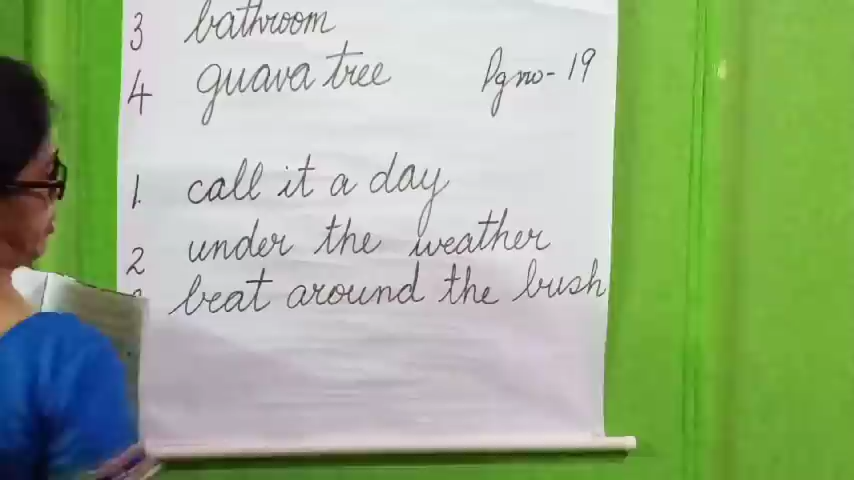 3 bathroom
4 guava tree Pg no - 19
1. call it a day
2 under the weather
beat around the bush